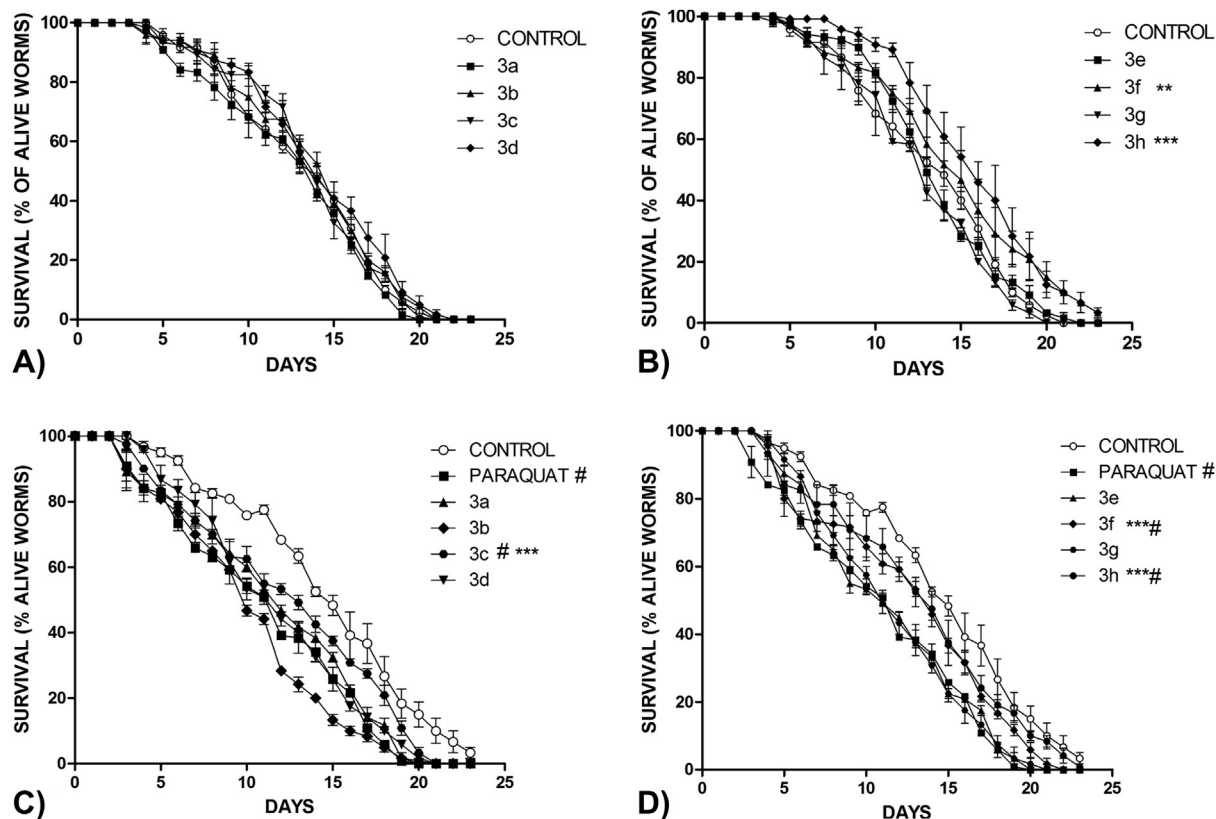 SURVIVAL (% OF ALIVE WORMS)
100
80
60
40
20
0
0 5 10 15 20 25
DAYS
CONTROL
3a
3b
3c
3d
A)
SURVIVAL (% OF ALIVE WORMS)
100
80
60
40
20
0
0 5 10 15 20 25
DAYS
CONTROL
3e
3f **
3g
3h ***
B)
SURVIVAL (% ALIVE WORMS)
100
80
60
40
20
0
0 5 10 15 20 25
DAYS
CONTROL
PARAQUAT #
3a
3b
3c # ***
3d
C)
SURVIVAL (% ALIVE WORMS)
100
80
60
40
20
0
0 5 10 15 20 25
DAYS
CONTROL
PARAQUAT #
3e
3f ***#
3g
3h ***#
D)